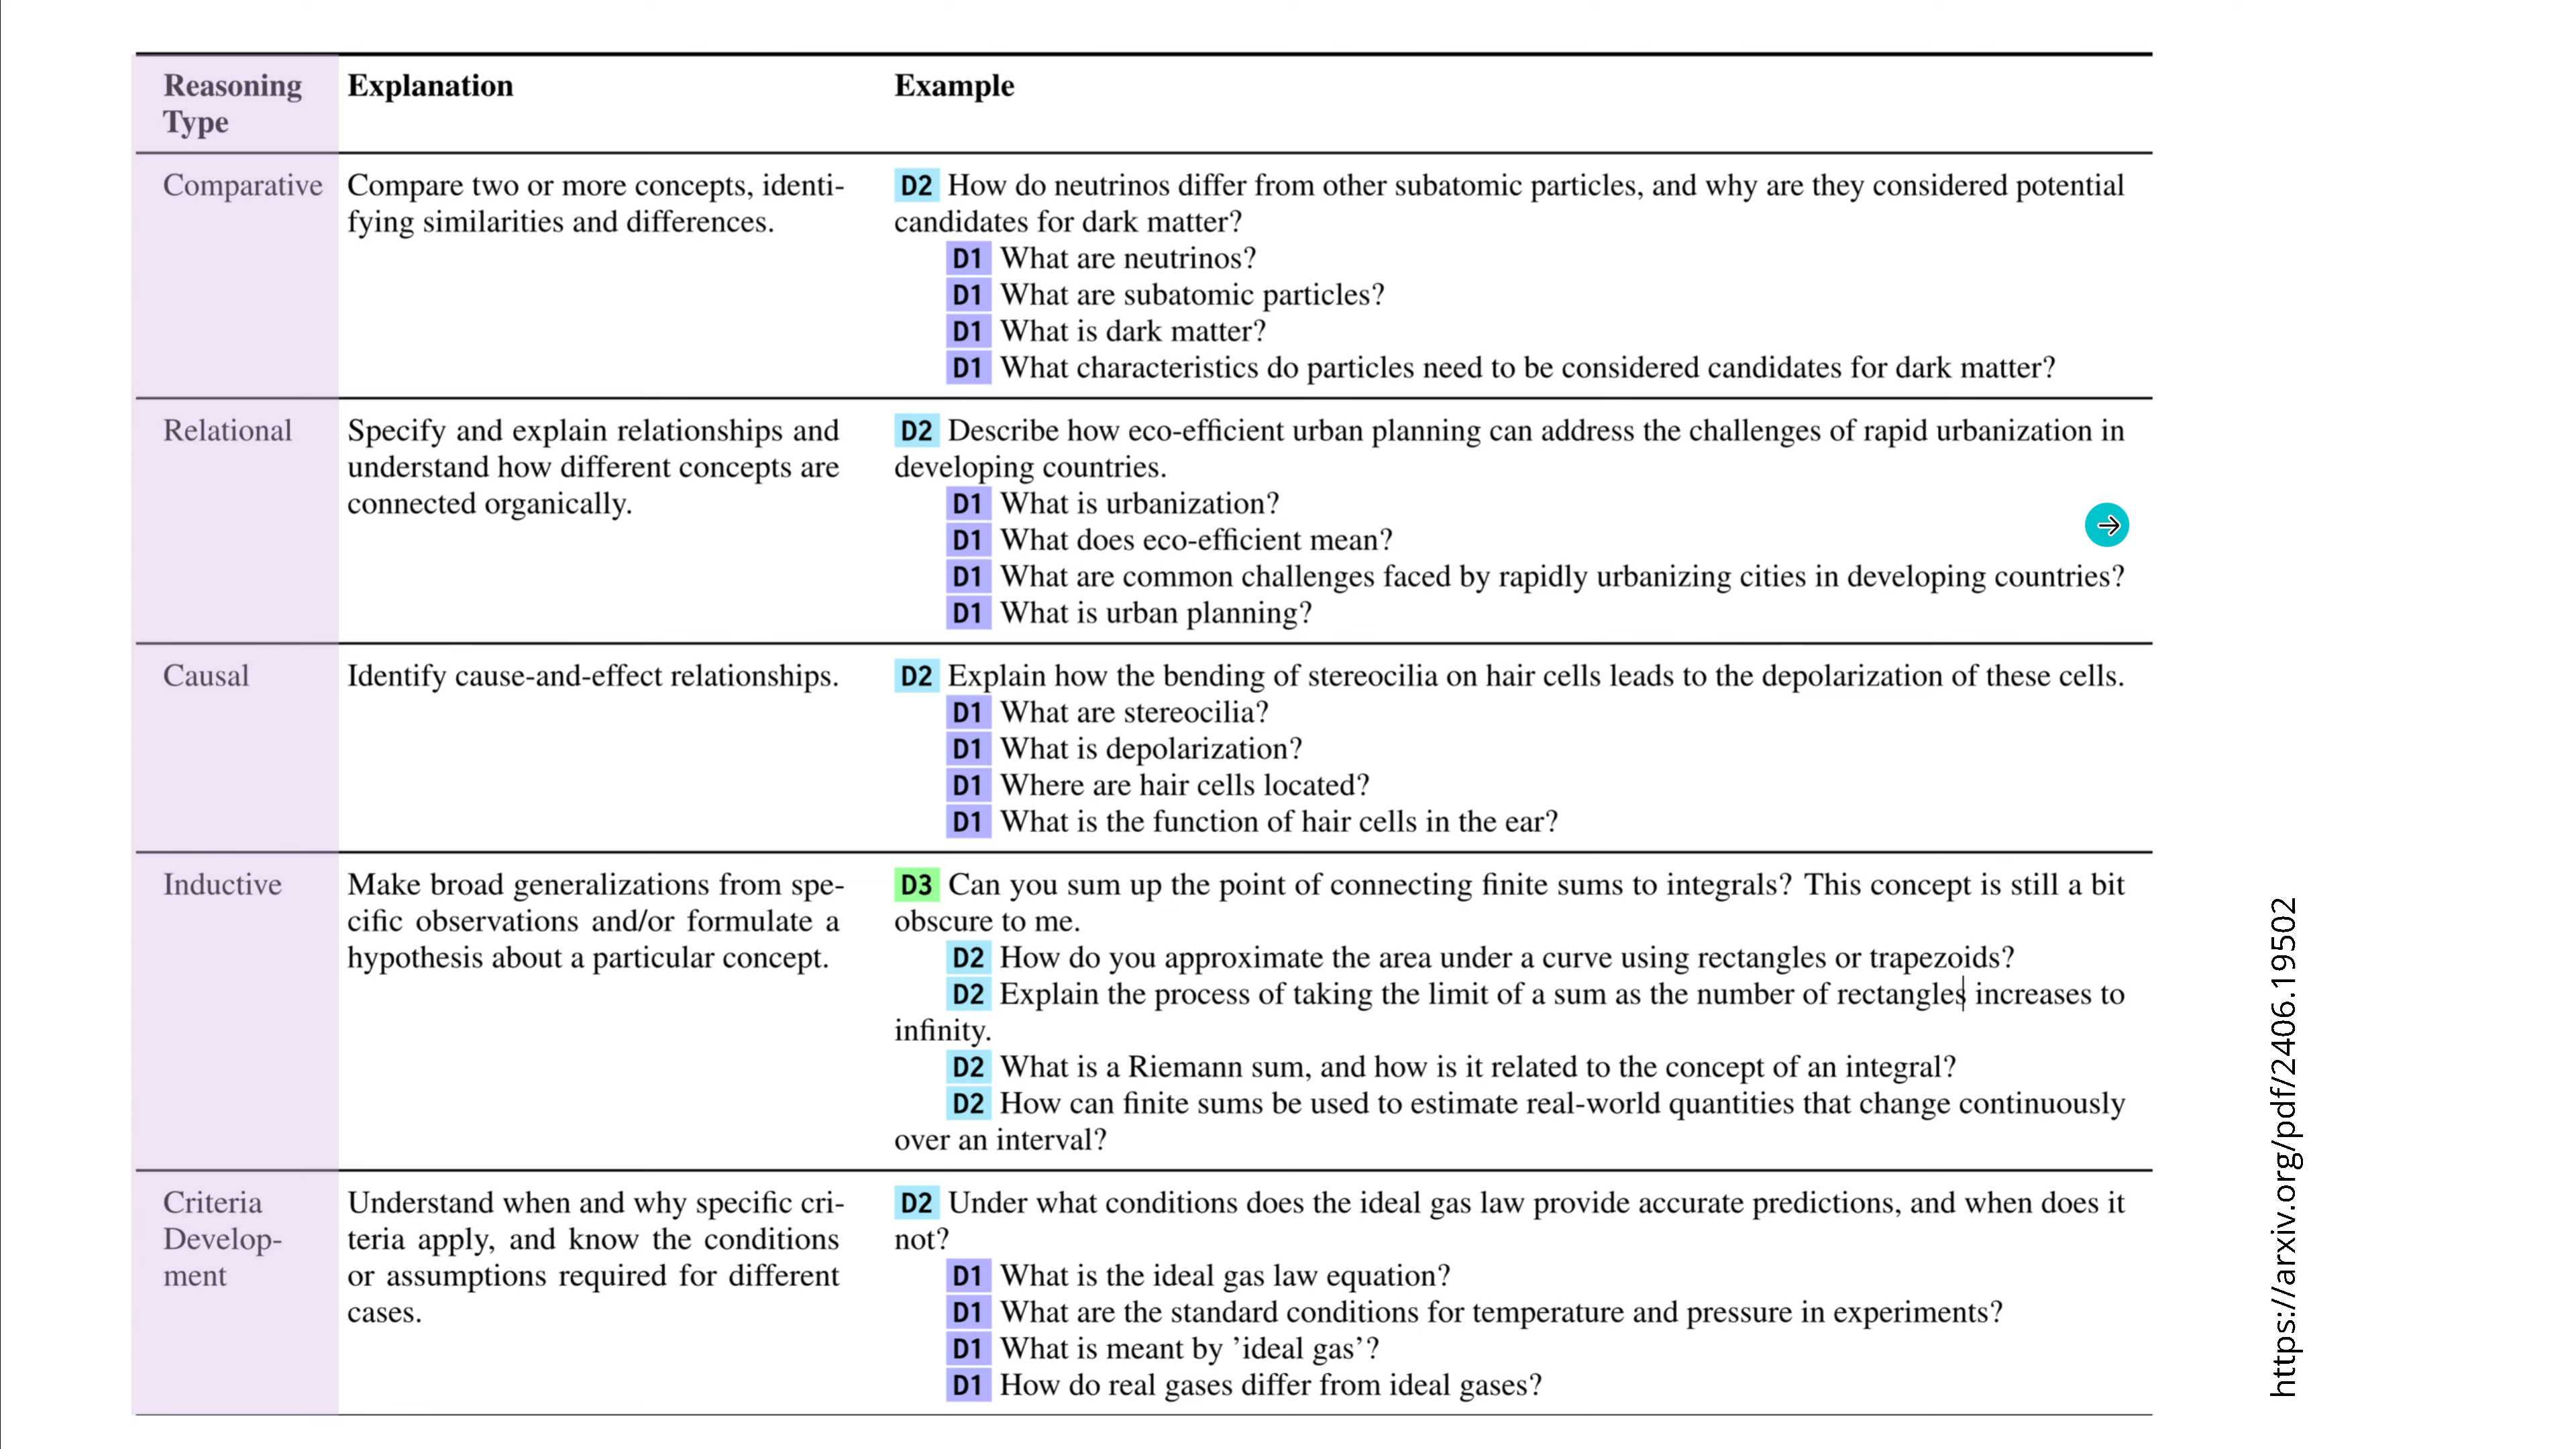 Reasoning Type
Explanation
Example
Comparative
Compare two or more concepts, identi-
fying similarities and differences.
D2 How do neutrinos differ from other subatomic particles, and why are they considered potential
candidates for dark matter?
D1 What are neutrinos?
D1 What are subatomic particles?
D1 What is dark matter?
D1 What characteristics do particles need to be considered candidates for dark matter?
Relational
Specify and explain relationships and
understand how different concepts are
connected organically.
D2 Describe how eco-efficient urban planning can address the challenges of rapid urbanization in
developing countries.
D1 What is urbanization?
D1 What does eco-efficient mean?
D1 What are common challenges faced by rapidly urbanizing cities in developing countries?
D1 What is urban planning?
Causal
Identify cause-and-effect relationships.
D2 Explain how the bending of stereocilia on hair cells leads to the depolarization of these cells.
D1 What are stereocilia?
D1 What is depolarization?
D1 Where are hair cells located?
D1 What is the function of hair cells in the ear?
Inductive
Make broad generalizations from spe-
cific observations and/or formulate a
hypothesis about a particular concept.
D3 Can you sum up the point of connecting finite sums to integrals? This concept is still a bit
obscure to me.
D2 How do you approximate the area under a curve using rectangles or trapezoids?
D2 Explain the process of taking the limit of a sum as the number of rectangles increases to
infinity.
D2 What is a Riemann sum, and how is it related to the concept of an integral?
D2 How can finite sums be used to estimate real-world quantities that change continuously
over an interval?
Criteria
Develop-
ment
Understand when and why specific cri-
teria apply, and know the conditions
or assumptions required for different
cases.
D2 Under what conditions does the ideal gas law provide accurate predictions, and when does it
not?
D1 What is the ideal gas law equation?
D1 What are the standard conditions for temperature and pressure in experiments?
D1 What is meant by ’ideal gas’?
D1 How do real gases differ from ideal gases?
https://arxiv.org/pdf/2406.19502